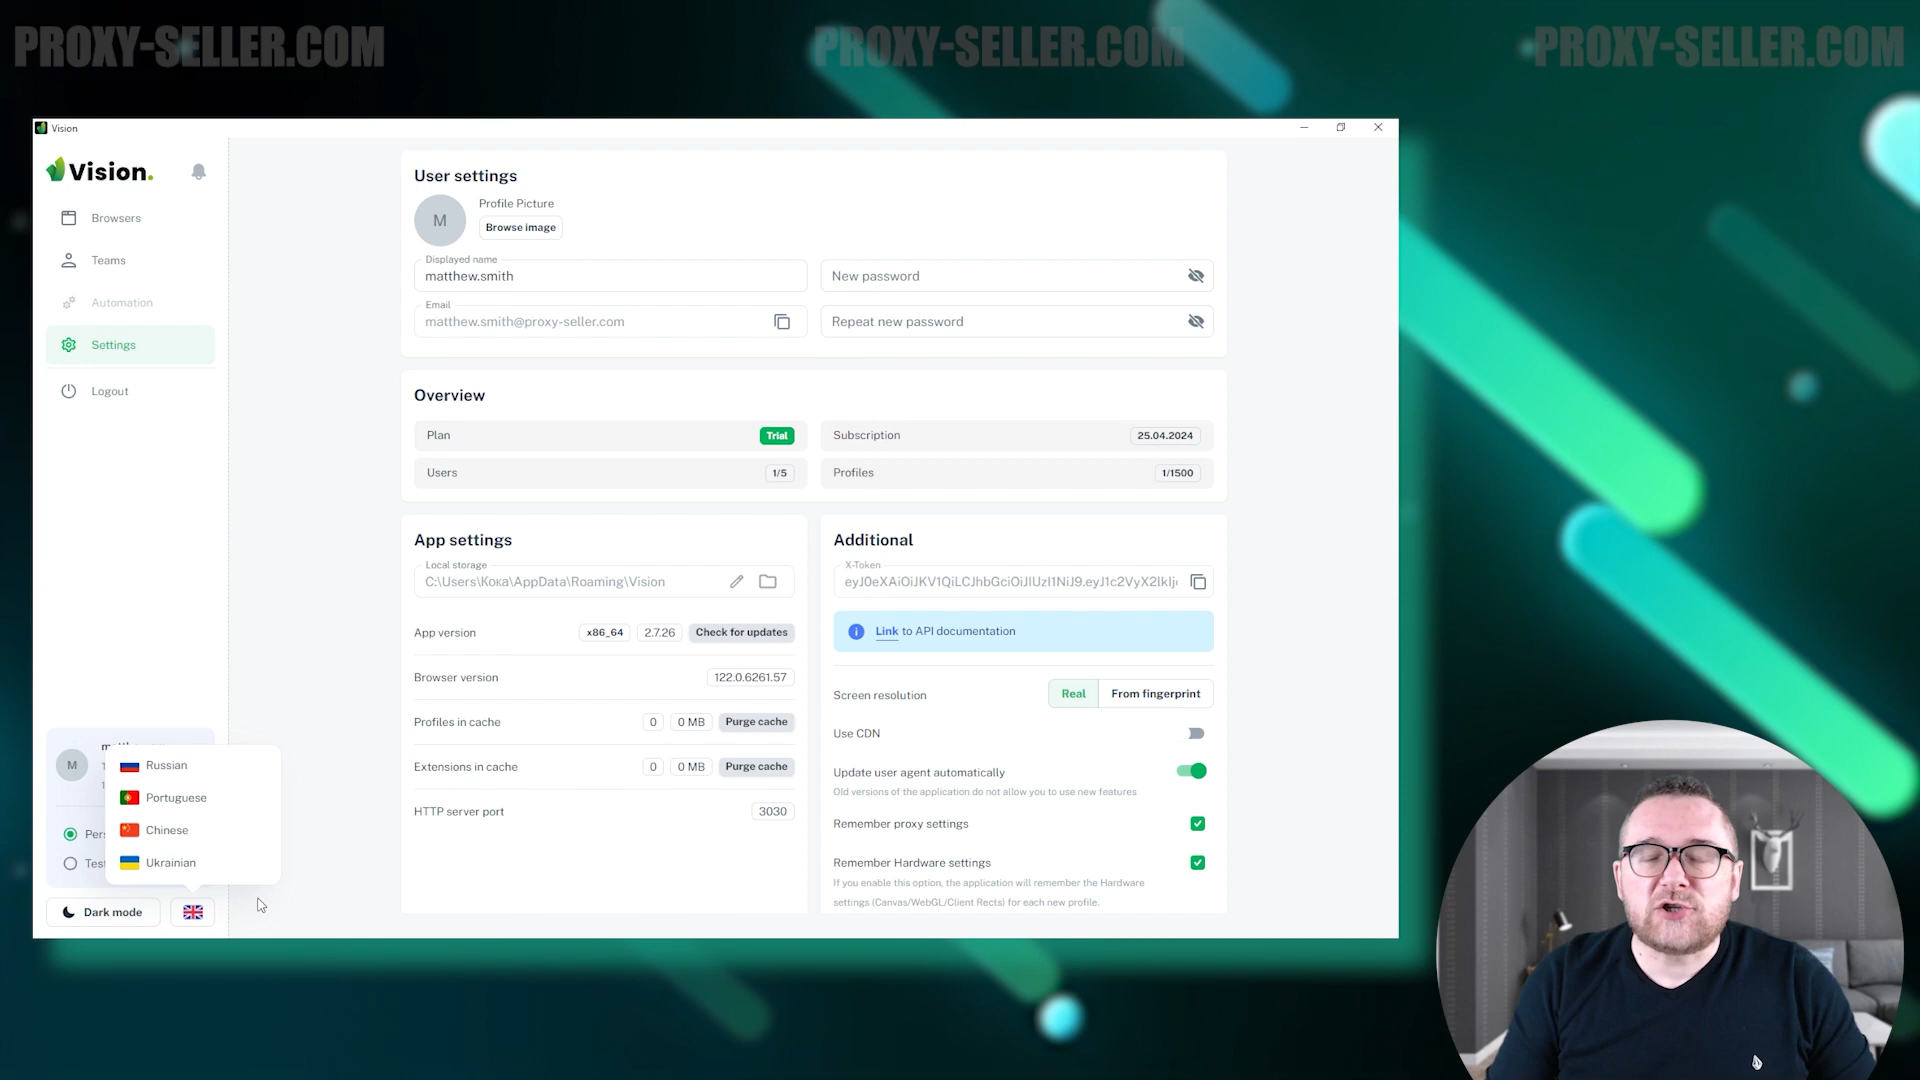 PROXY-SELLER.COM PROXY-SELLER.COM PROXY-SELLER.COM
Vision
Vision.
Browsers
Teams
Automation
Settings
Logout
User settings
M
Profile Picture
Browse image
Displayed name
matthew.smith
New password
Email
matthew.smith@proxy-seller.com
Repeat new password
Overview
Plan Trial
Subscription 25.04.2024
Users 1/5
Profiles 1/1500
App settings
Local storage
C:\Users\Кока\AppData\Roaming\Vision
App version x86_64 2.7.26 Check for updates
Browser version 122.0.6261.57
Profiles in cache 0 0 MB Purge cache
Extensions in cache 0 0 MB Purge cache
HTTP server port 3030
Additional
X-Token
Link to API documentation
Screen resolution Real From fingerprint
Use CDN
Update user agent automatically
Old versions of the application do not allow you to use new features
Remember proxy settings
Remember Hardware settings
If you enable this option, the application will remember the Hardware
settings (Canvas/WebGL/Client Rects) for each new profile.
M
Russian
Portuguese
Chinese
Ukrainian
Pers
Test
Dark mode